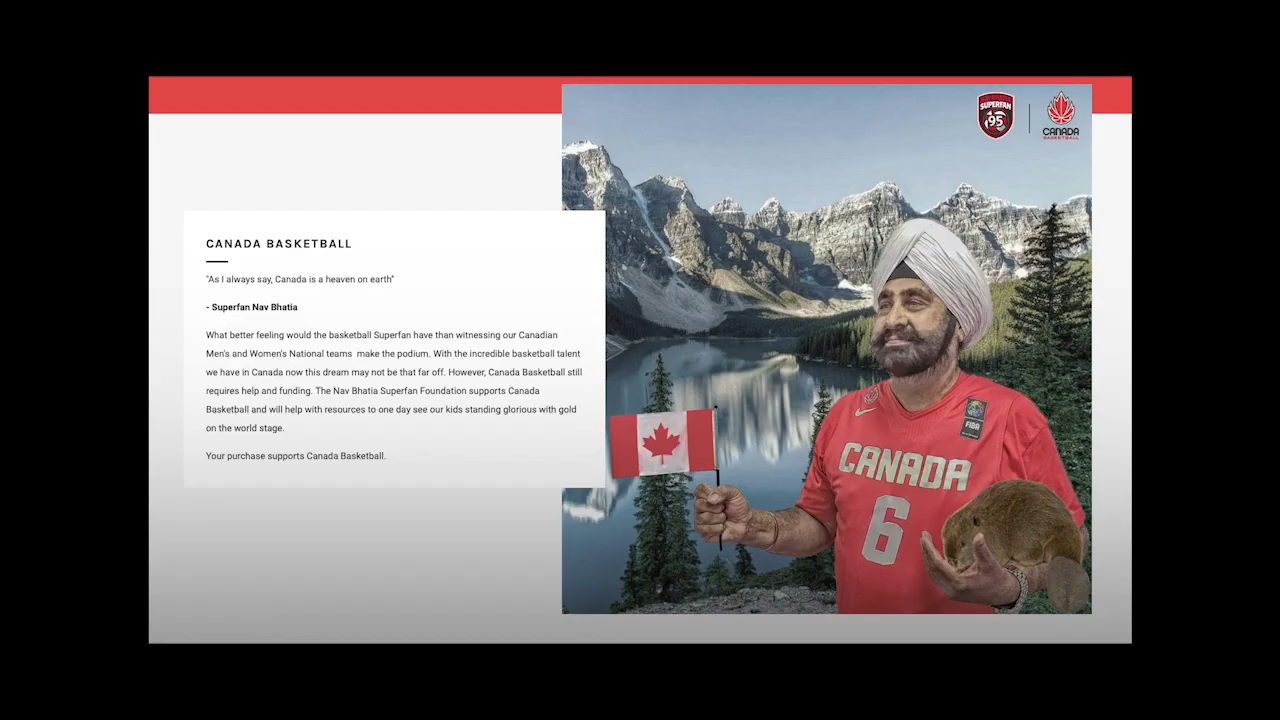 SUPERFAN
95
CANADA
BASKETBALL
CANADA BASKETBALL
"As I always say, Canada is a heaven on earth"
- Superfan Nav Bhatia
What better feeling would the basketball Superfan have than witnessing our Canadian
Men's and Women's National teams  make the podium. With the incredible basketball talent
we have in Canada now this dream may not be that far off. However, Canada Basketball still
requires help and funding. The Nav Bhatia Superfan Foundation supports Canada
Basketball and will help with resources to one day see our kids standing glorious with gold
on the world stage.
Your purchase supports Canada Basketball.
FIBA
CANADA
6